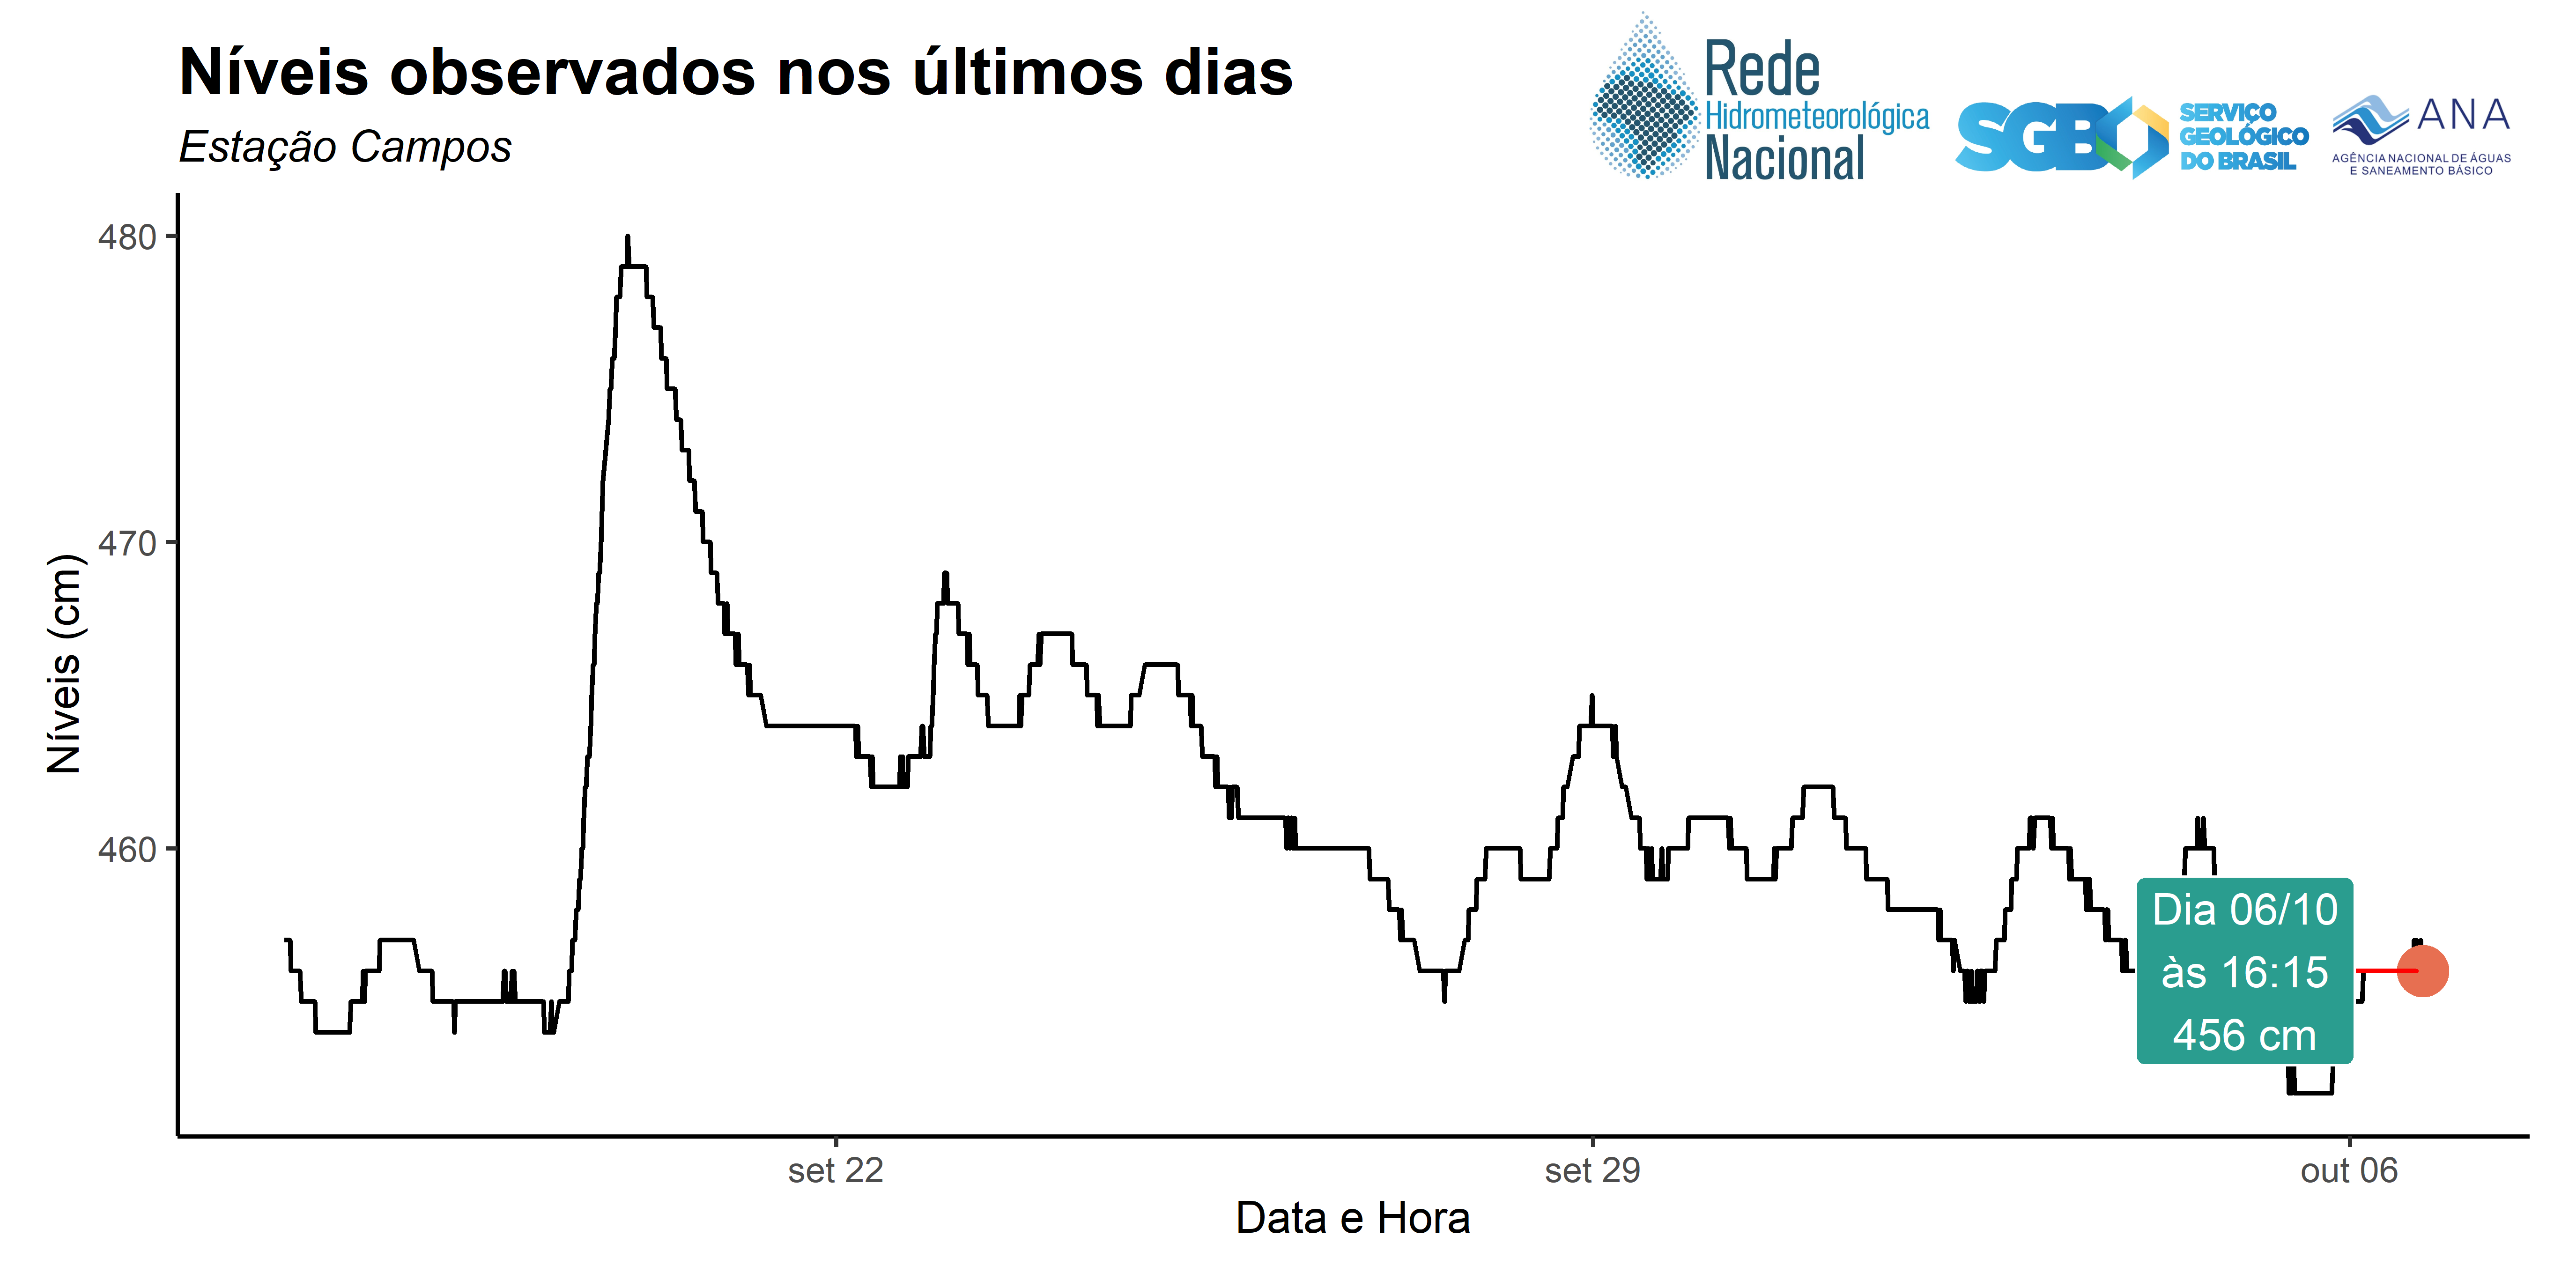 Níveis observados nos últimos dias
Estação Campos
Rede
Hidrometeorológica
Nacional
SGB
SERVIÇO
GEOLÓGICO
DO BRASIL
ANA
AGÊNCIA NACIONAL DE ÁGUAS
E SANEAMENTO BÁSICO
Níveis (cm)
480
470
460
Dia 06/10
às 16:15
456 cm
set 22
set 29
out 06
Data e Hora